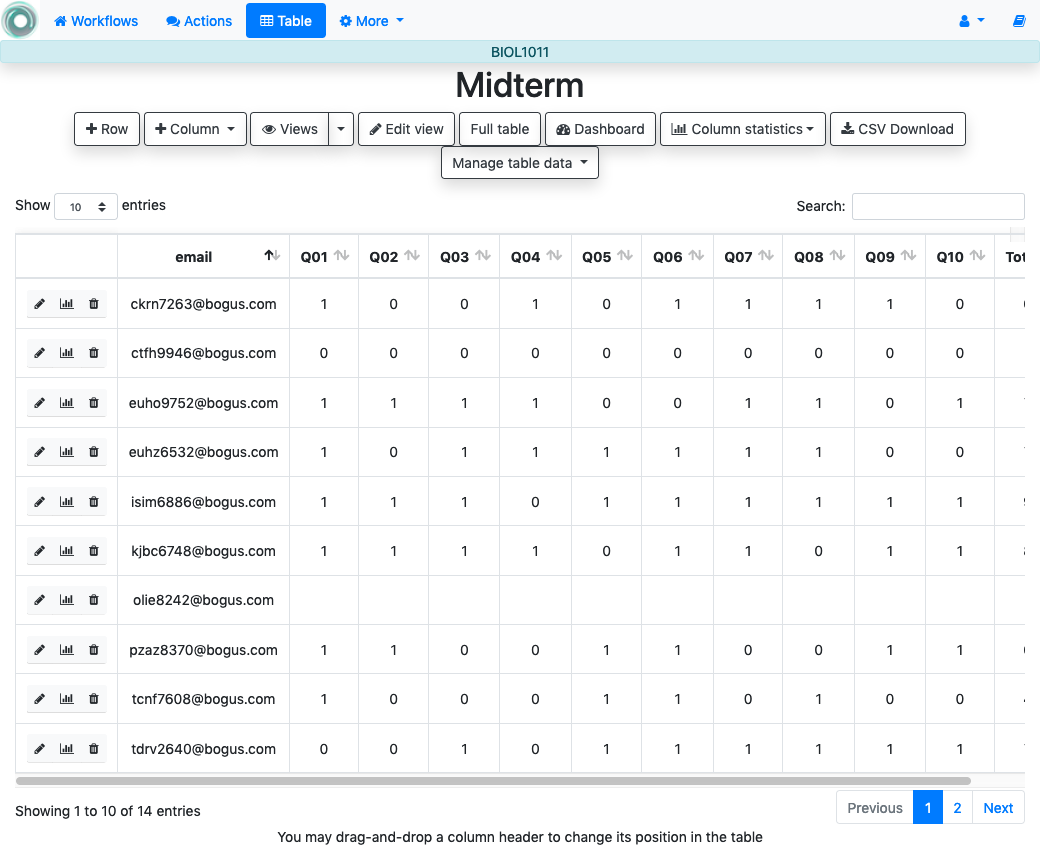 Workflows Actions Table More
BIOL1011
Midterm
Row Column Views Edit view Full table Dashboard Column statistics CSV Download
Manage table data
Show 10 entries Search:
email Q01 Q02 Q03 Q04 Q05 Q06 Q07 Q08 Q09 Q10
ckrn7263@bogus.com 1 0 0 1 0 1 1 1 1 0
ctfh9946@bogus.com 0 0 0 0 0 0 0 0 0 0
euho9752@bogus.com 1 1 1 1 0 0 1 1 0 1
euhz6532@bogus.com 1 0 1 1 1 1 1 1 0 0
isim6886@bogus.com 1 1 1 0 1 1 1 1 1 1
kjbc6748@bogus.com 1 1 1 1 0 1 1 0 1 1
olie8242@bogus.com
pzaz8370@bogus.com 1 1 0 0 1 1 0 0 1 1
tcnf7608@bogus.com 1 0 0 0 1 1 0 1 0 0
tdrv2640@bogus.com 0 0 1 0 1 1 1 1 1 1
Showing 1 to 10 of 14 entries Previous 1 2 Next
You may drag-and-drop a column header to change its position in the table